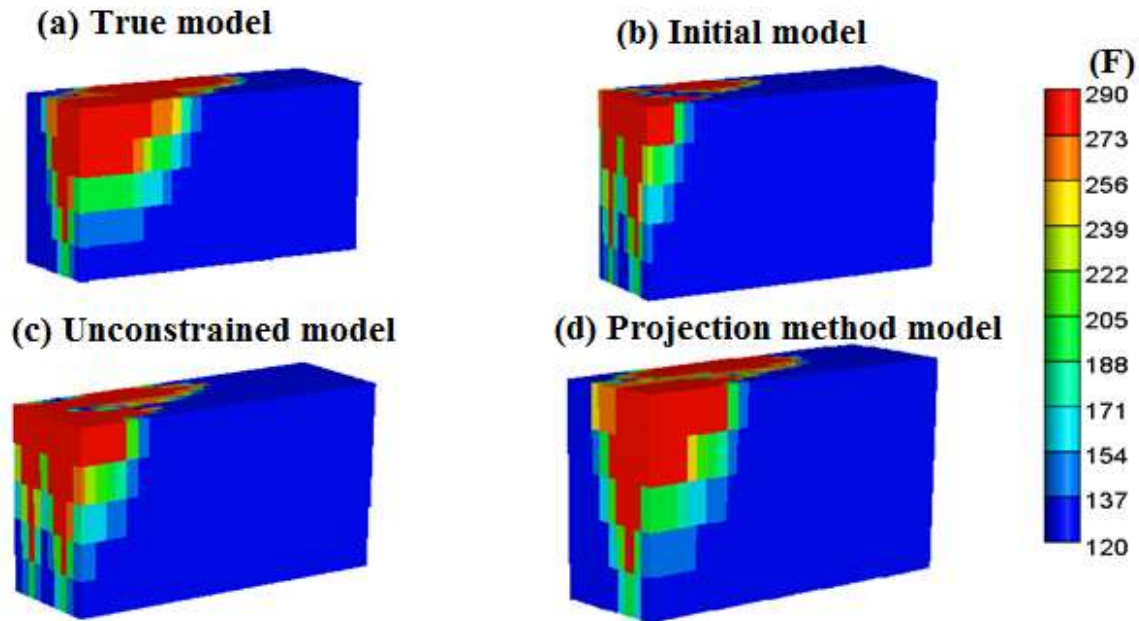 (a) True model
(b) Initial model
(F)
290
273
256
239
222
205
188
171
154
137
120
(c) Unconstrained model
(d) Projection method model